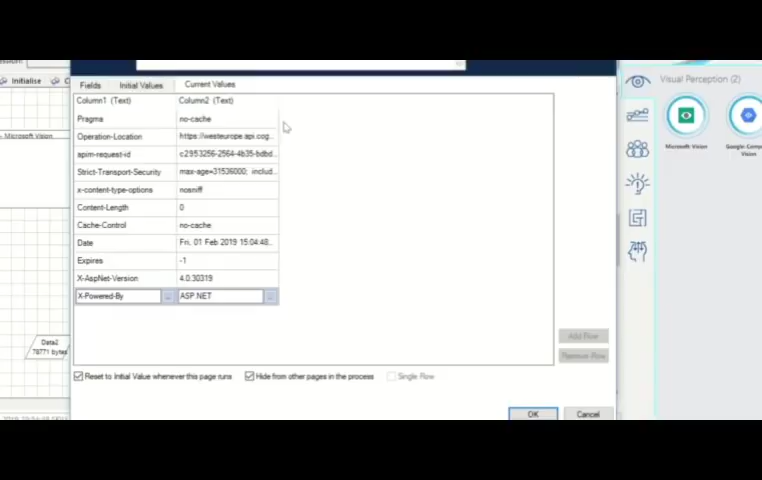 Initialise
Visual Perception (2)
Fields Initial Values Current Values
Column1 (Text) Column2 (Text)
Pragma no-cache
Operation-Location https://westeurope.api.cog...
apim-request-id c2953256-2564-4b35-bdbd...
Strict-Transport-Security max-age=31536000; includ...
x-content-type-options nosniff
Content-Length 0
Cache-Control no-cache
Date Fri, 01 Feb 2019 15:04:48...
Expires -1
X-AspNet-Version 4.0.30319
X-Powered-By ASP.NET
Microsoft Vision
Microsoft Vision
Google
Vision
Data2
78771 bytes
Add Row
Remove Row
Reset to Initial Value whenever this page runs Hide from other pages in the process Single Row
OK Cancel